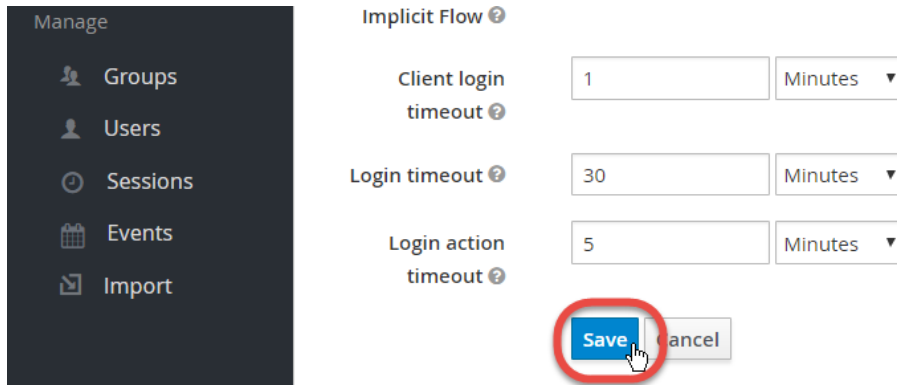 Manage
Groups
Users
Sessions
Events
Import
Implicit Flow
Client login
timeout
1 Minutes
Login timeout
30 Minutes
Login action
timeout
5 Minutes
Save Cancel